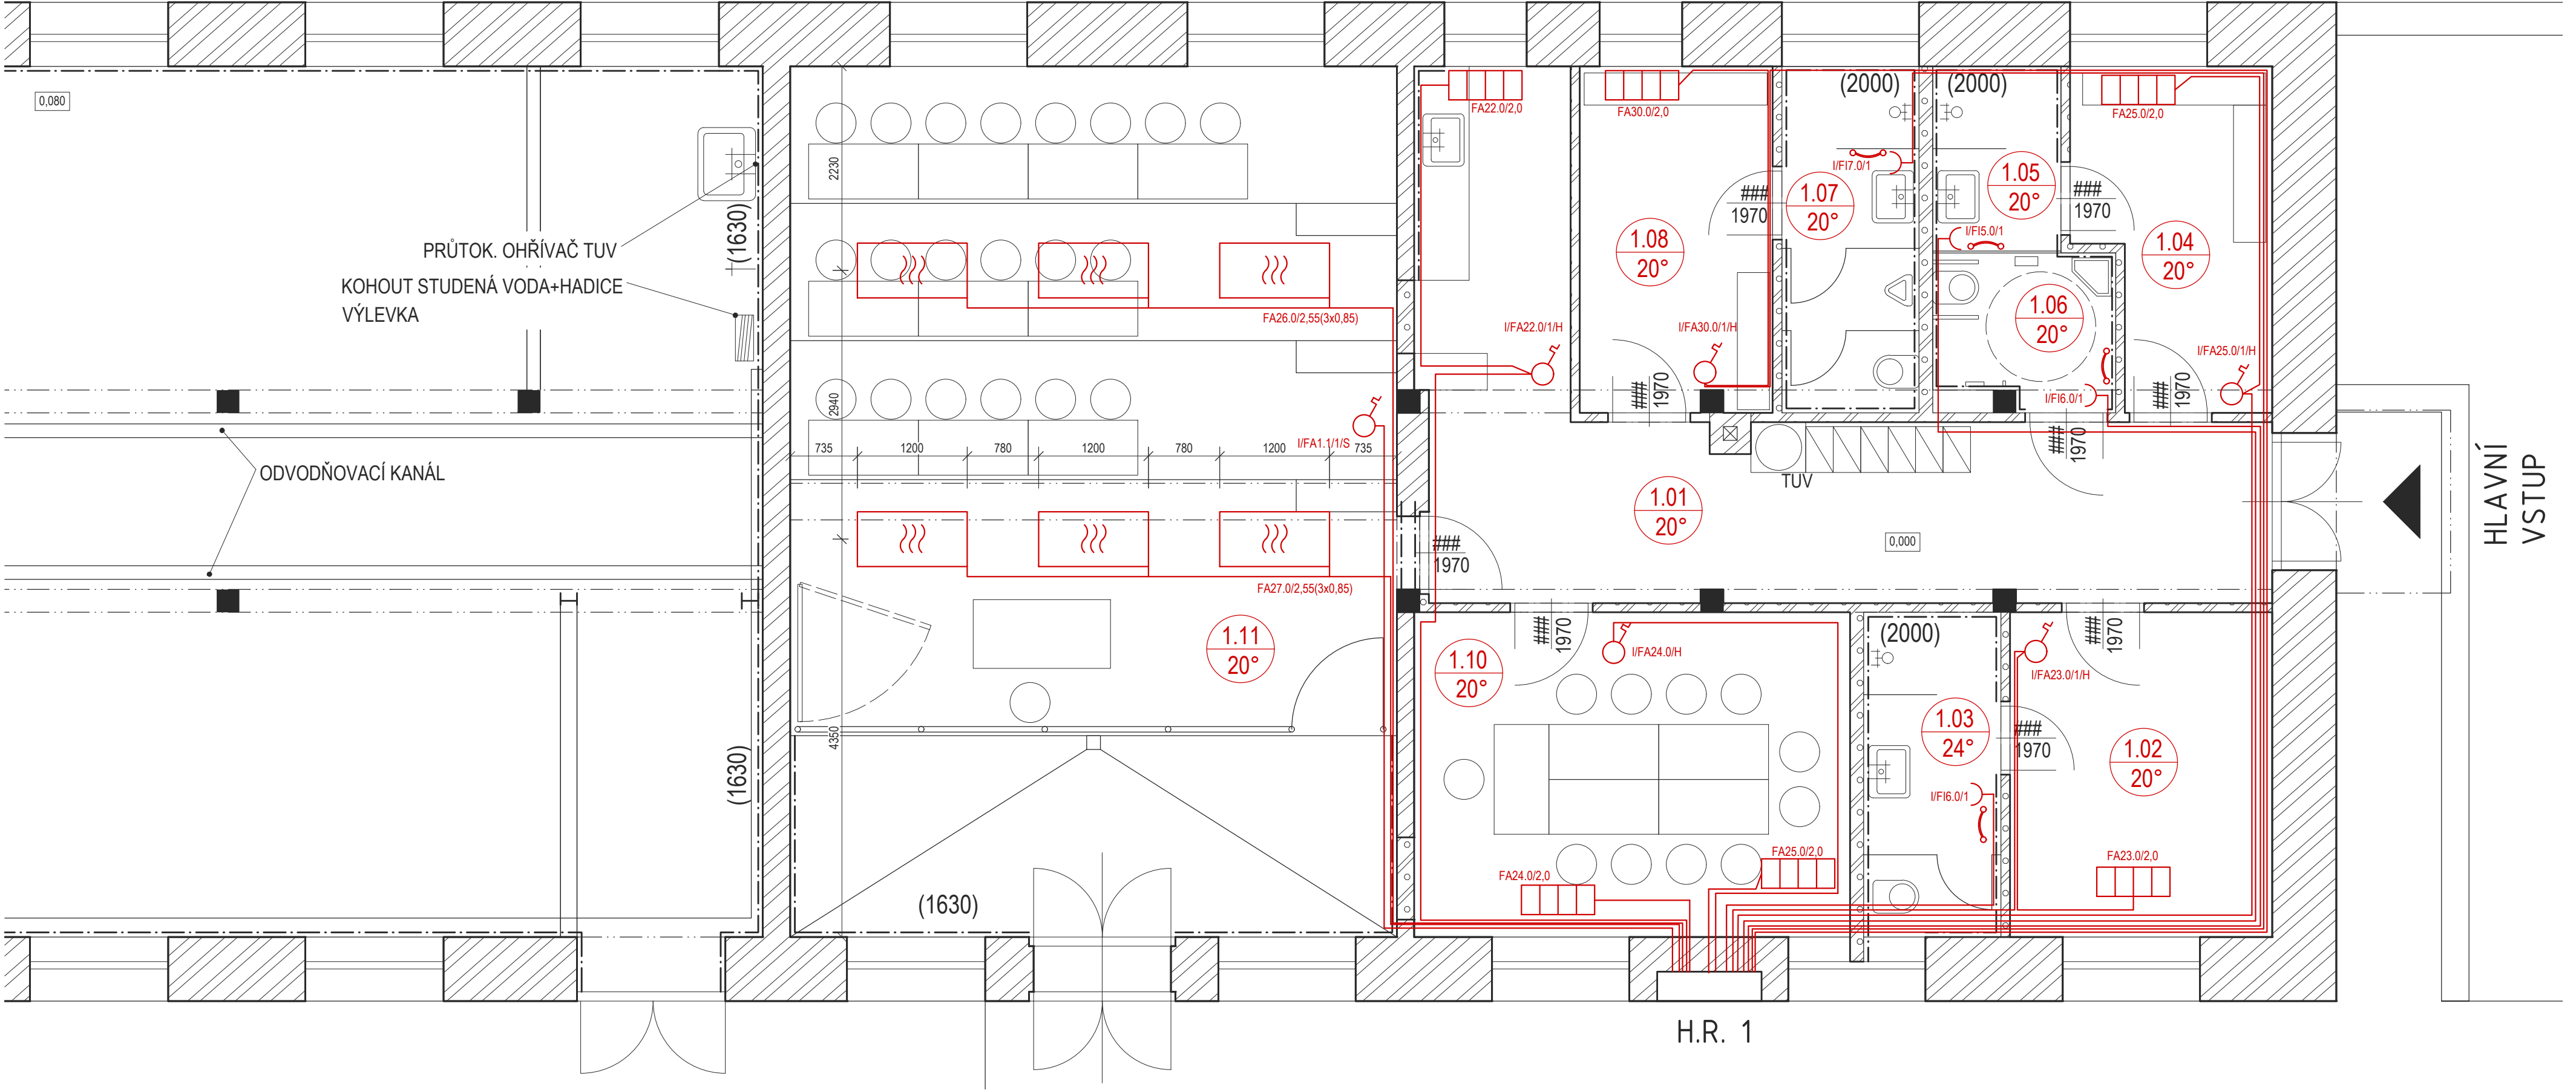 0,080
PRŮTOK. OHŘÍVAČ TUV
KOHOUT STUDENÁ VODA+HADICE
VÝLEVKA
(1630)
ODVODŇOVACÍ KANÁL
(1630)
2230
FA26.0/2,55(3x0,85)
2940
I/FA1.1/1/S
735
1200
780
1200
780
1200
735
FA27.0/2,55(3x0,85)
1.11
20°
4350
(1630)
FA22.0/2,0
I/FA22.0/1/H
FA30.0/2,0
1.08
20°
I/FA30.0/1/H
###
1970
###
1970
(2000)
I/FI7.0/1
1.07
20°
(2000)
1.05
20°
I/FI5.0/1
###
1970
1.06
20°
I/FI6.0/1
###
1970
FA25.0/2,0
1.04
20°
I/FA25.0/1/H
###
1970
TUV
1.01
20°
0,000
###
1970
HLAVNÍ
VSTUP
1.10
20°
###
1970
I/FA24.0/H
FA24.0/2,0
FA25.0/2,0
(2000)
1.03
24°
I/FI6.0/1
###
1970
I/FA23.0/1/H
###
1970
1.02
20°
FA23.0/2,0
H.R. 1